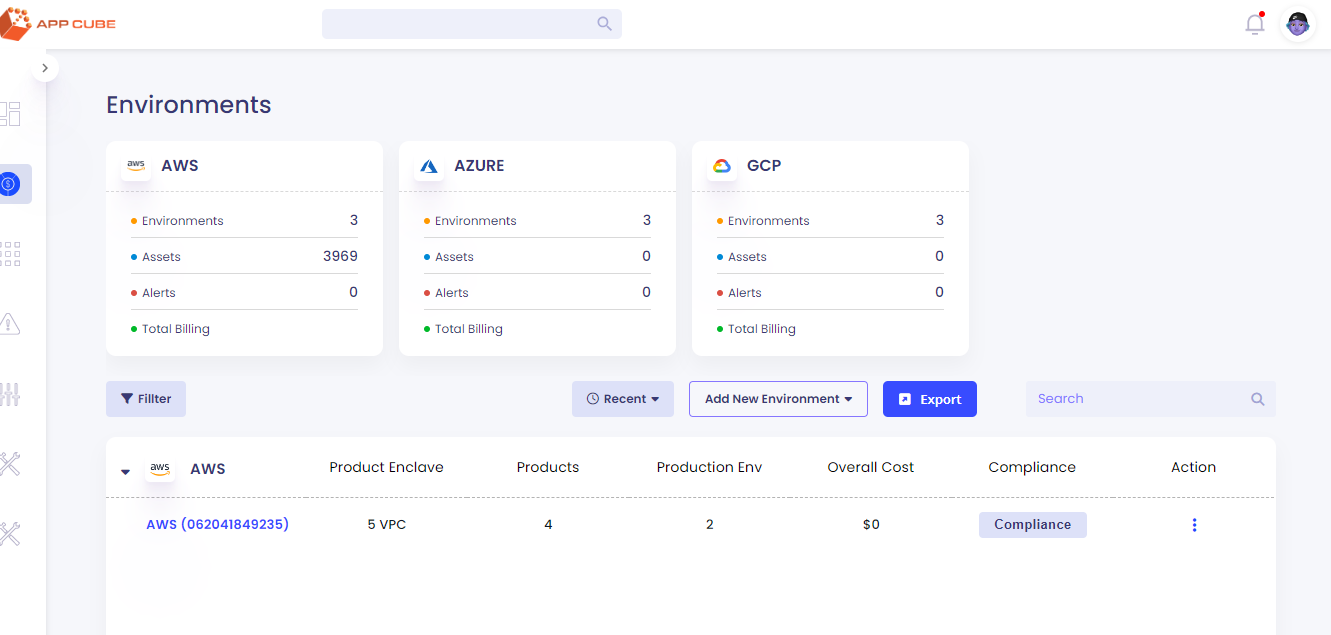 APP CUBE
Environments
aws AWS
Environments 3
Assets 3969
Alerts 0
Total Billing
AZURE
Environments 3
Assets 0
Alerts 0
Total Billing
GCP
Environments 3
Assets 0
Alerts 0
Total Billing
Fillter
Recent
Add New Environment
Export
Search
aws AWS Product Enclave Products Production Env Overall Cost Compliance Action
AWS (062041849235) 5 VPC 4 2 $0 Compliance